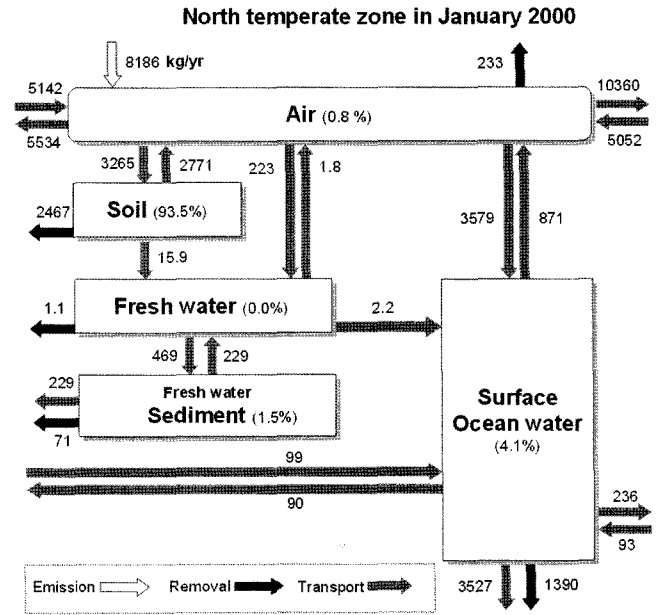 North temperate zone in January 2000
8186 kg/yr
233
5142
10360
Air (0.8 %)
5534
5052
3265
2771
223
1.8
2467
Soil (93.5%)
3579
871
15.9
1.1
Fresh water (0.0%)
2.2
469
229
229
Fresh water
Sediment (1.5%)
71
Surface
Ocean water
(4.1%)
99
90
236
93
Emission
Removal
Transport
3527
1390